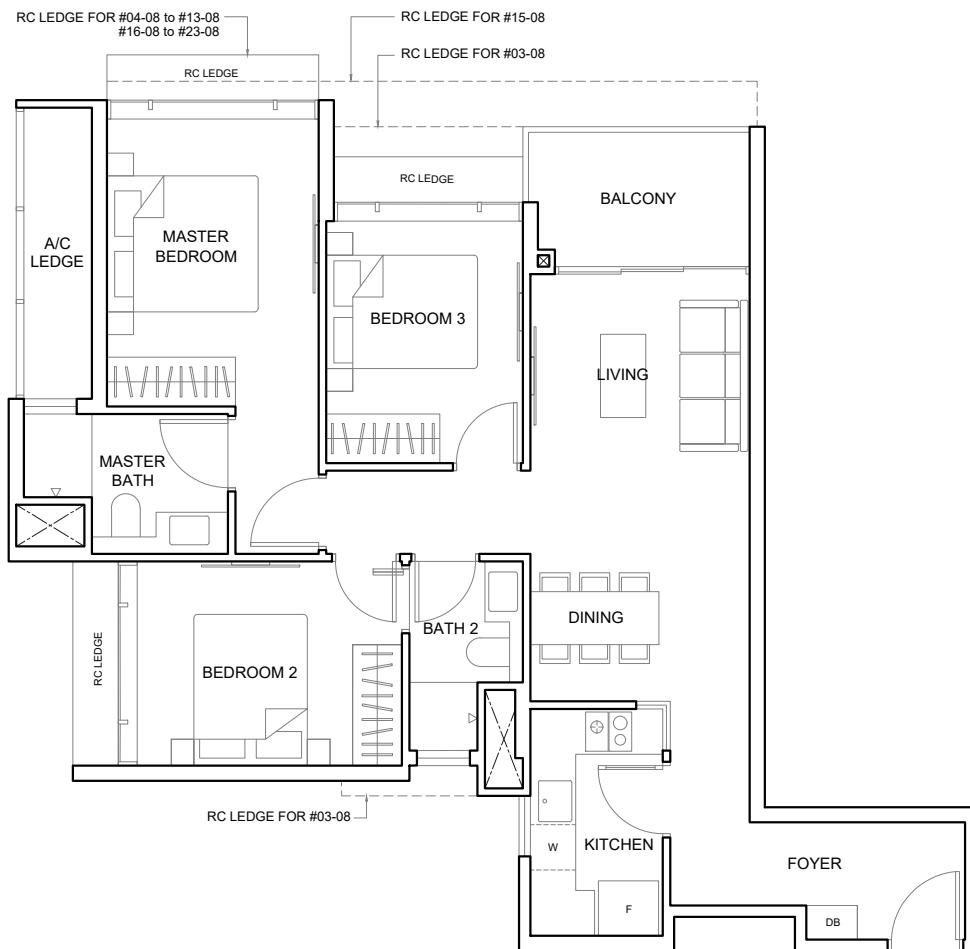 RC LEDGE FOR #04-08 to #13-08
#16-08 to #23-08
RC LEDGE FOR #15-08
RC LEDGE FOR #03-08
RC LEDGE
RC LEDGE
BALCONY
A/C
LEDGE
MASTER
BEDROOM
BEDROOM 3
LIVING
MASTER
BATH
DINING
BATH 2
RC LEDGE
BEDROOM 2
RC LEDGE FOR #03-08
W
KITCHEN
FOYER
F
DB